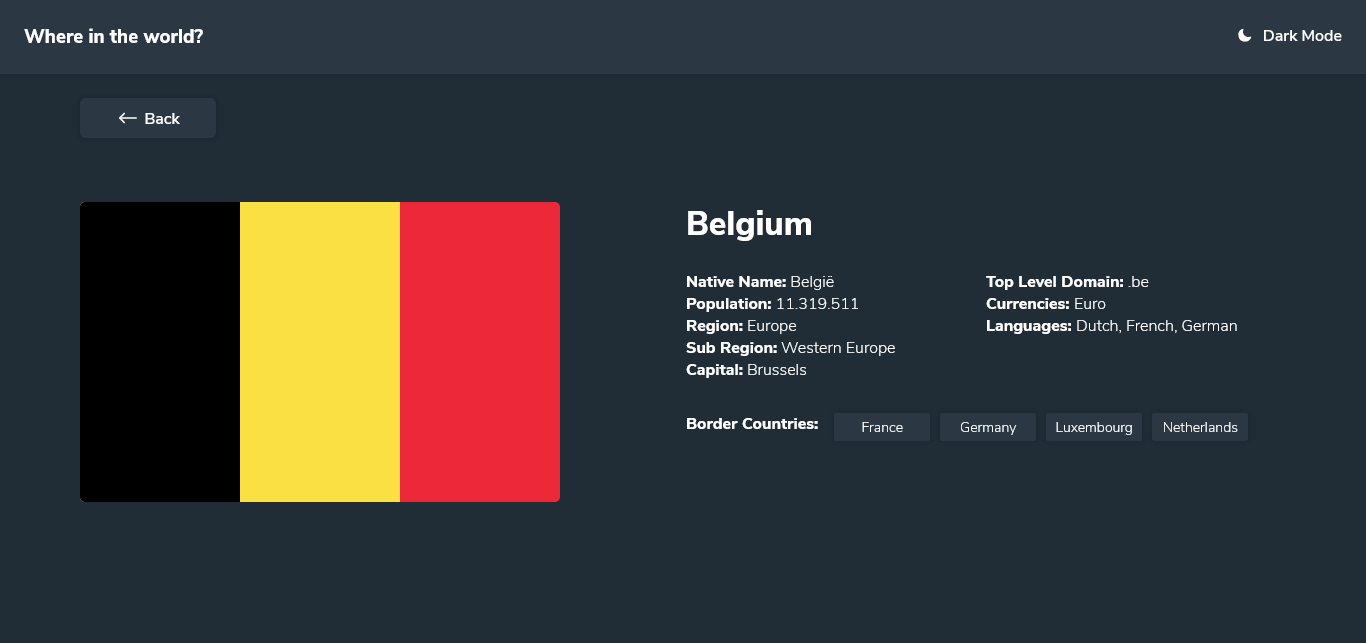 Where in the world?
Dark Mode
Back
Belgium
Native Name: België
Population: 11.319.511
Region: Europe
Sub Region: Western Europe
Capital: Brussels
Top Level Domain: .be
Currencies: Euro
Languages: Dutch, French, German
Border Countries: France Germany Luxembourg Netherlands